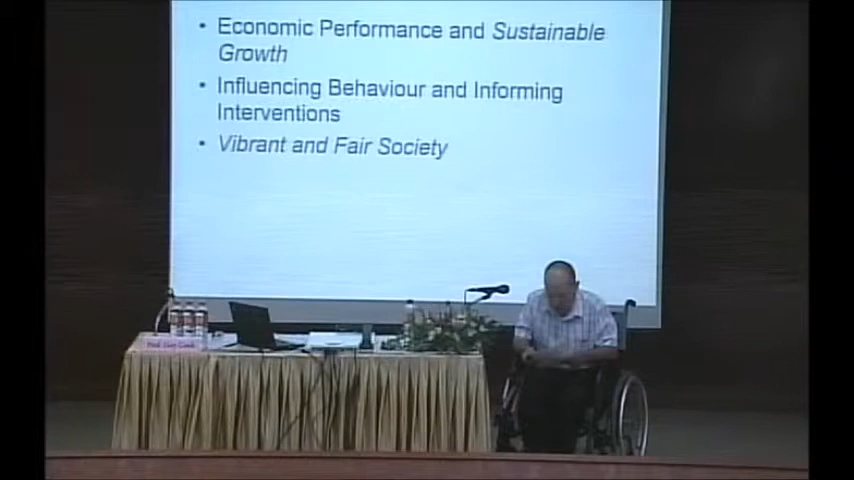 • Economic Performance and Sustainable
Growth
• Influencing Behaviour and Informing
Interventions
• Vibrant and Fair Society